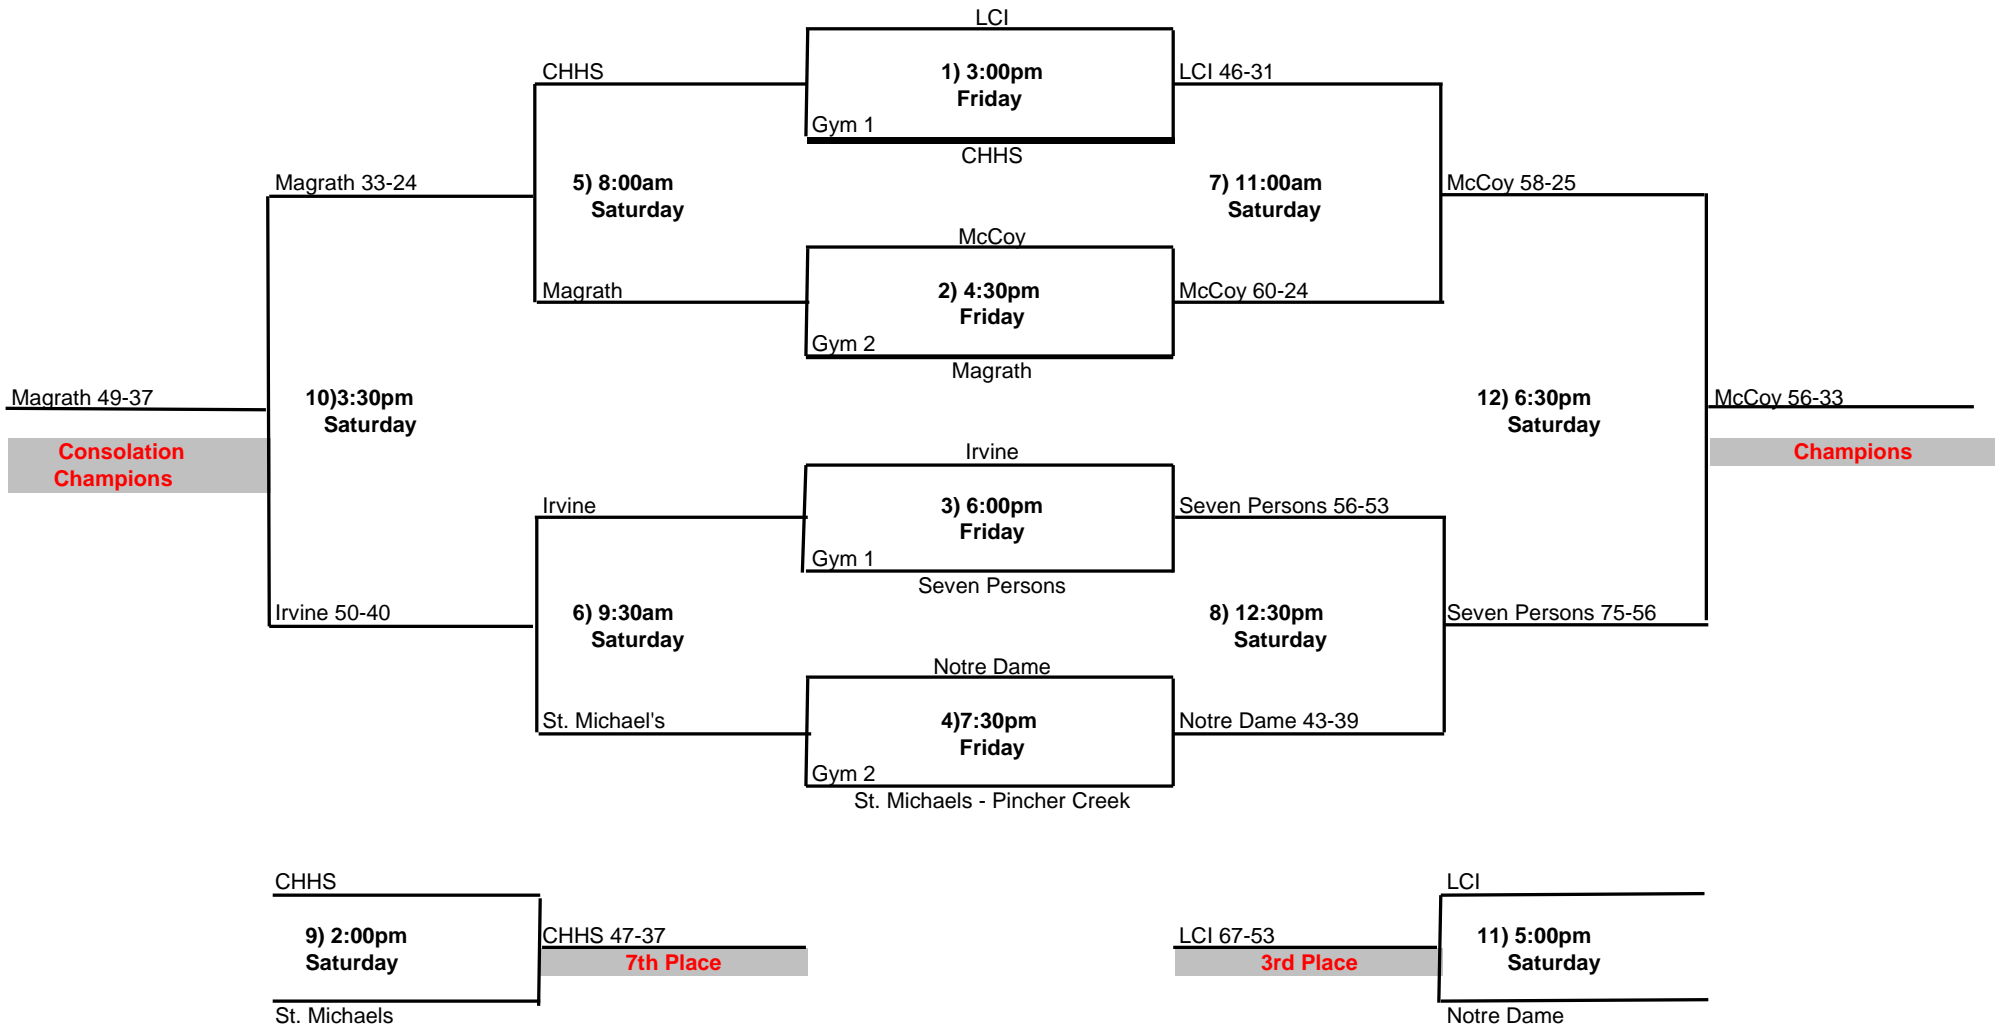 LCI
CHHS
1) 3:00pm
Friday
LCI 46-31
Gym 1
CHHS
Magrath 33-24
5) 8:00am
Saturday
7) 11:00am
Saturday
McCoy 58-25
McCoy
Magrath
2) 4:30pm
Friday
McCoy 60-24
Gym 2
Magrath
Magrath 49-37
10)3:30pm
Saturday
12) 6:30pm
Saturday
McCoy 56-33
Consolation
Champions
Champions
Irvine
Irvine
3) 6:00pm
Friday
Seven Persons 56-53
Gym 1
Seven Persons
Irvine 50-40
6) 9:30am
Saturday
8) 12:30pm
Saturday
Seven Persons 75-56
Notre Dame
St. Michael's
4)7:30pm
Friday
Notre Dame 43-39
Gym 2
St. Michaels - Pincher Creek
CHHS
9) 2:00pm
Saturday
CHHS 47-37
7th Place
St. Michaels
LCI
LCI 67-53
3rd Place
11) 5:00pm
Saturday
Notre Dame